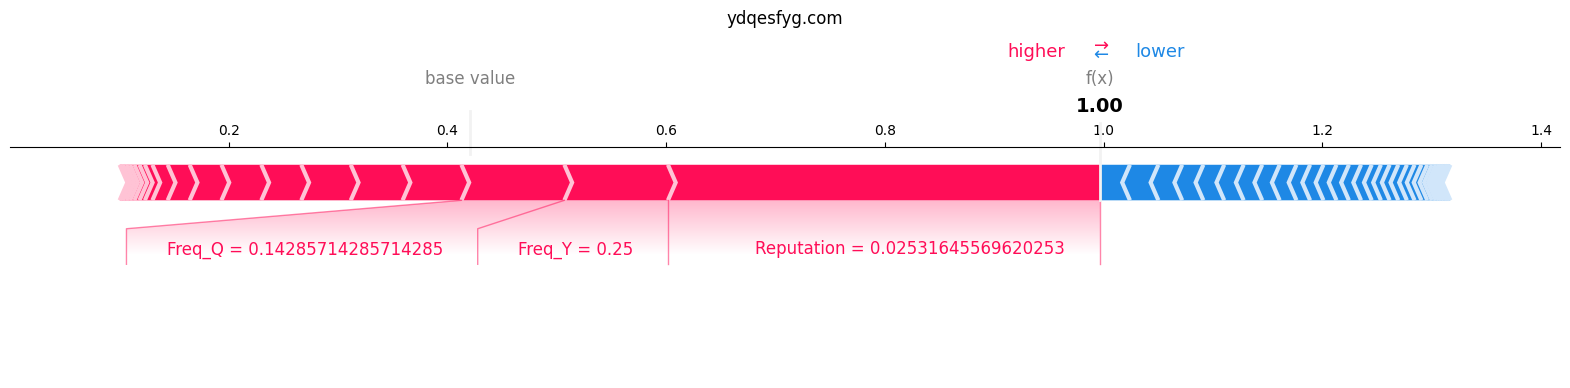 ydqesfyg.com
higher ⇄ lower
base value
f(x)
1.00
0.2 0.4 0.6 0.8 1.0 1.2 1.4
Freq_Q = 0.14285714285714285 Freq_Y = 0.25 Reputation = 0.02531645569620253